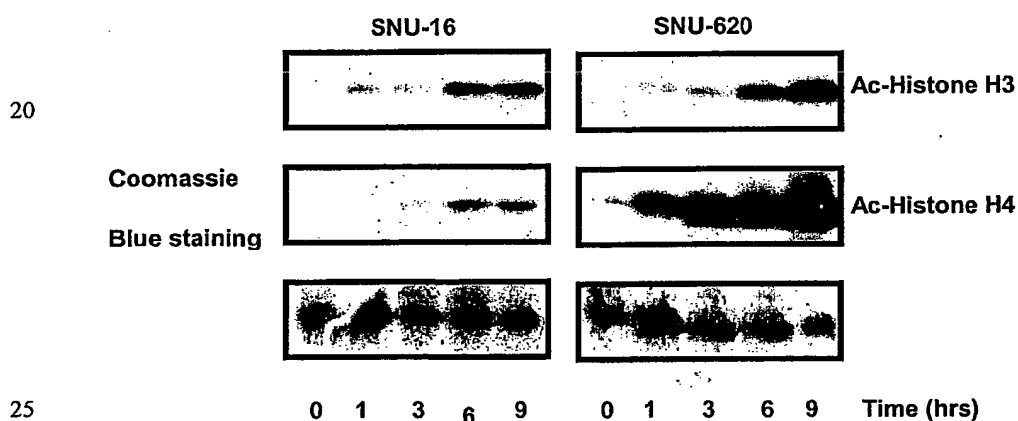 SNU-16 SNU-620
20 Ac-Histone H3
Coomassie
Ac-Histone H4
Blue staining
25 0 1 3 6 9 0 1 3 6 9 Time (hrs)